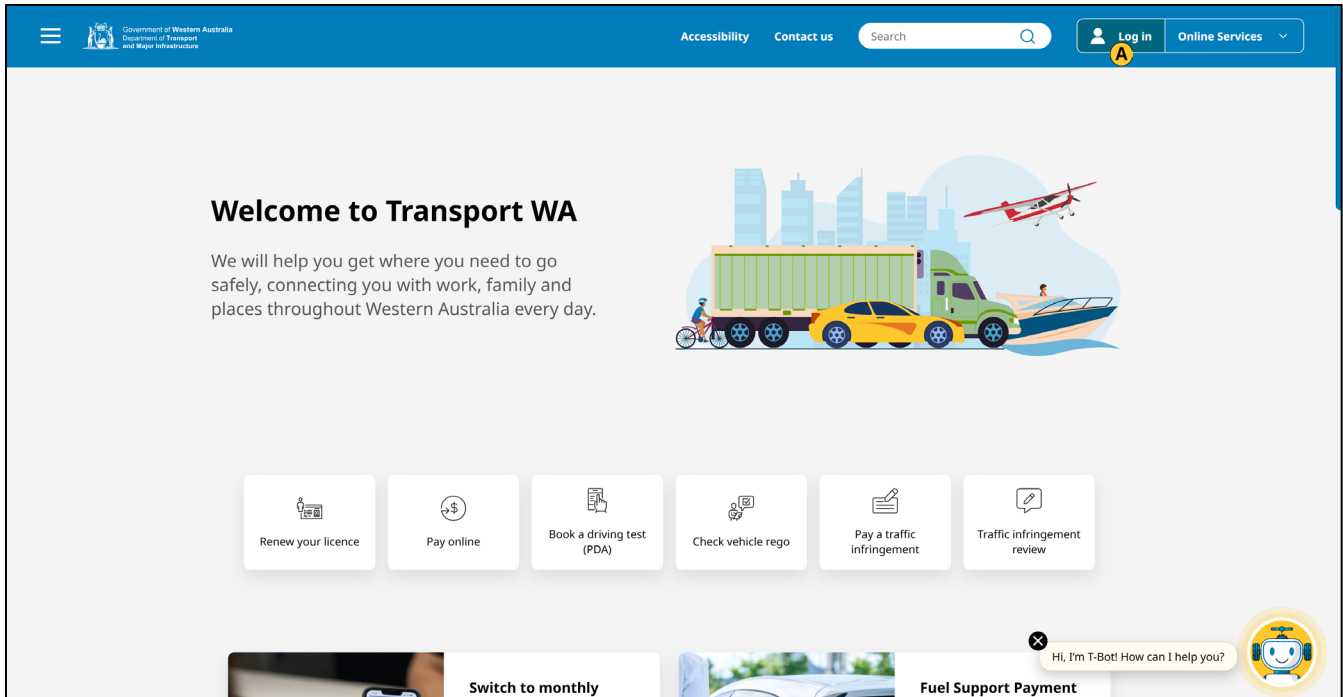 Government of Western Australia
Department of Transport
and Major Infrastructure
Accessibility
Contact us
Search
Log in
Online Services
A
Welcome to Transport WA
We will help you get where you need to go
safely, connecting you with work, family and
places throughout Western Australia every day.
Renew your licence
Pay online
Book a driving test
(PDA)
Check vehicle rego
Pay a traffic
infringement
Traffic infringement
review
Hi, I'm T-Bot! How can I help you?
Switch to monthly
Fuel Support Payment